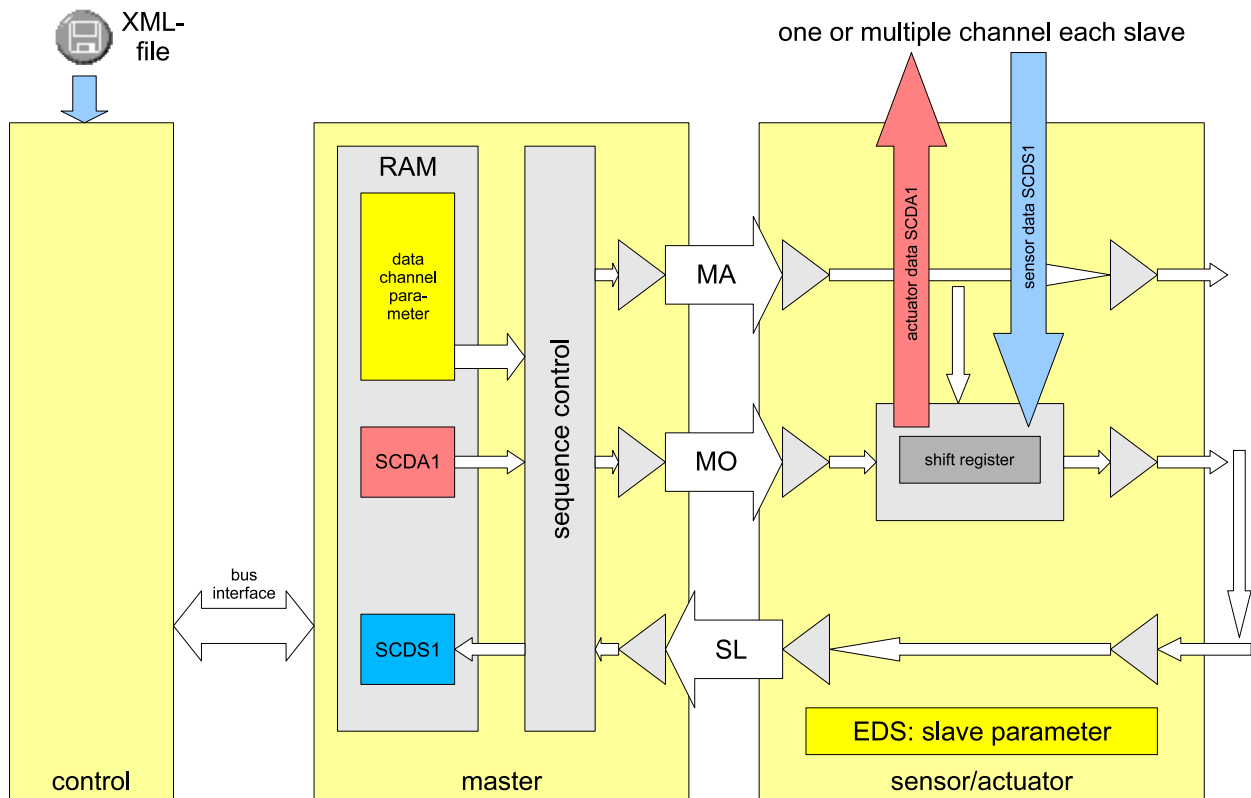 XML-
file
one or multiple channel each slave
RAM
data
channel
para-
meter
SCDA1
SCDS1
sequence control
MA
MO
SL
actuator data SCDA1
sensor data SCDS1
shift register
bus
interface
EDS: slave parameter
control
master
sensor/actuator